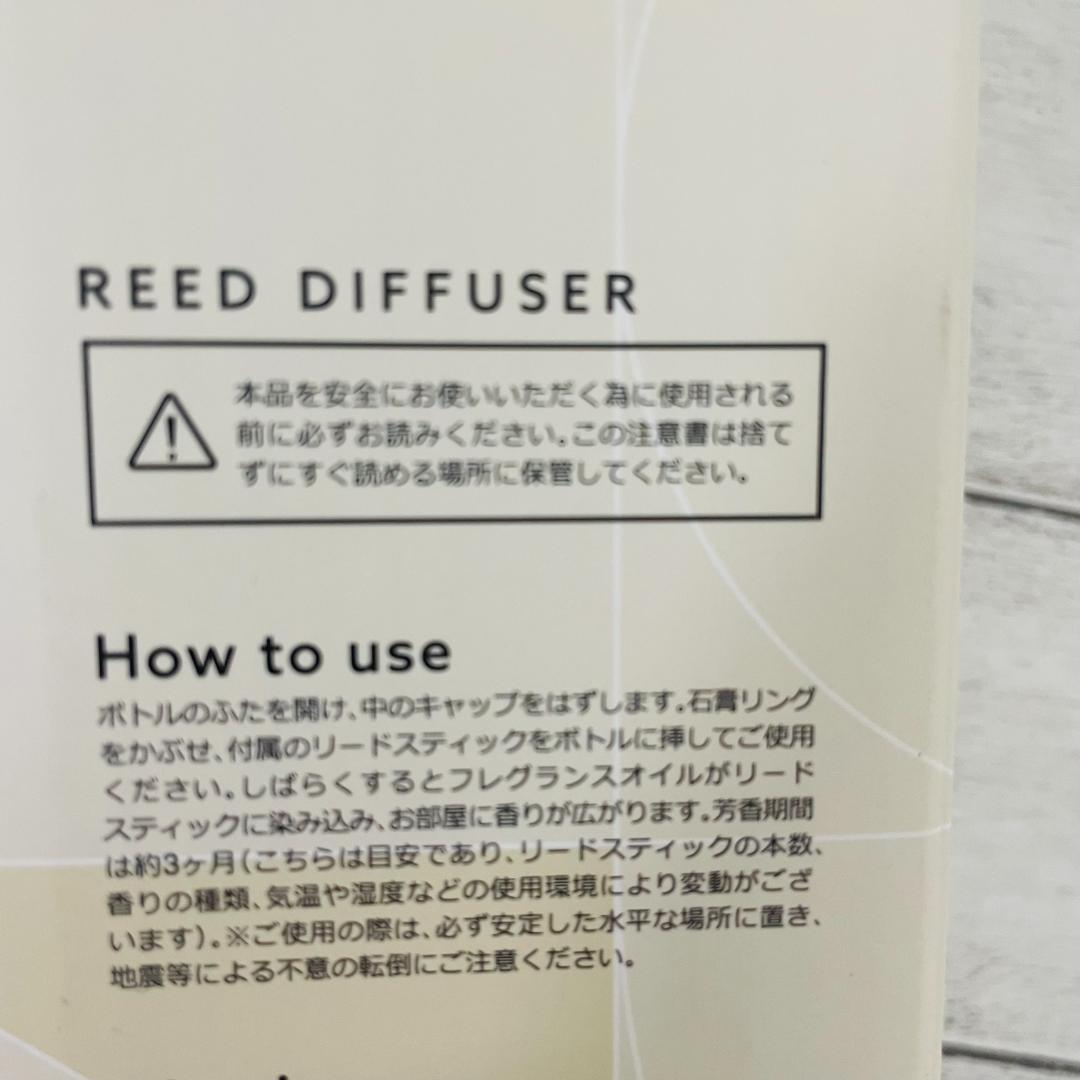 REED DIFFUSER
本品を安全にお使いいただく為に使用される
前に必ずお読みください。この注意書は捨て
ずにすぐ読める場所に保管してください。
How to use
ボトルのふたを開け、中のキャップをはずします。石膏リング
をかぶせ、付属のリードスティックをボトルに挿してご使用
ください。しばらくするとフレグランスオイルがリード
スティックに染み込み、お部屋に香りが広がります。芳香期間
は約3ヶ月(こちらは目安であり、リードスティックの本数、
香りの種類、気温や湿度などの使用環境により変動がござ
います)。※ご使用の際は、必ず安定した水平な場所に置き、
地震等による不意の転倒にご注意ください。